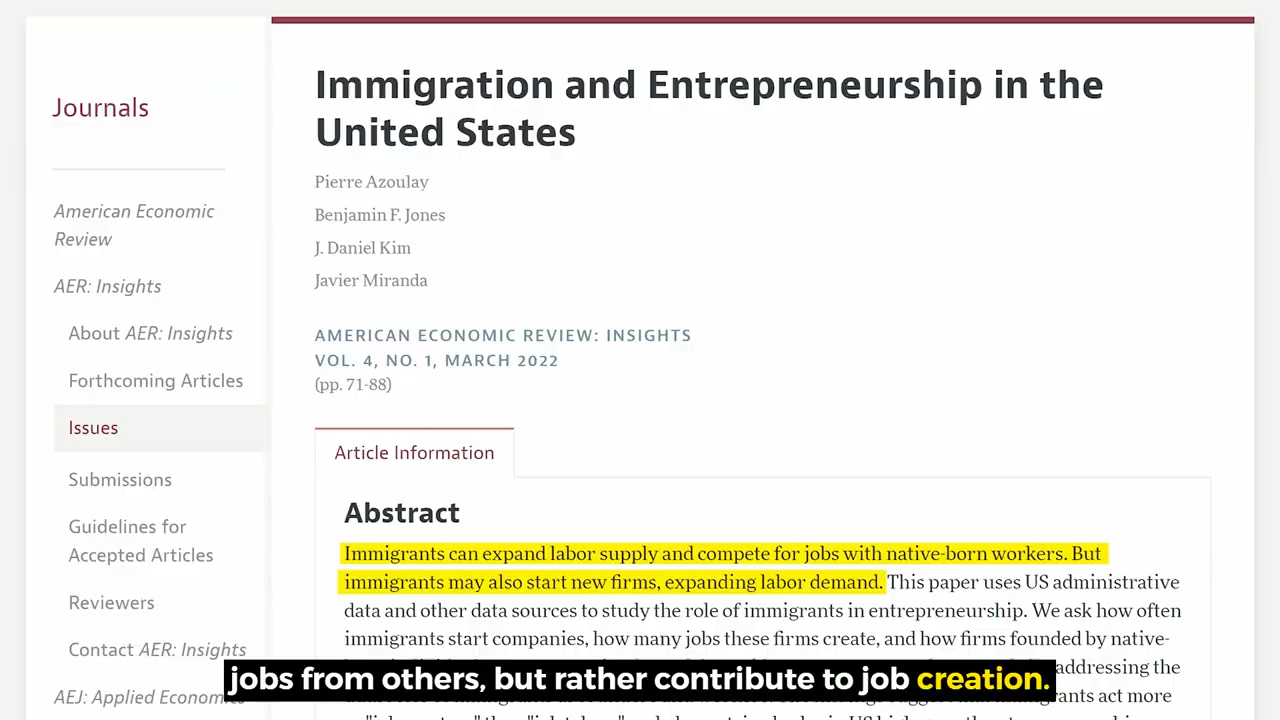 Journals
American Economic
Review
AER: Insights
About AER: Insights
Forthcoming Articles
Issues
Submissions
Guidelines for
Accepted Articles
Reviewers
Contact AER: Insights
AEJ: Applied Econom
Immigration and Entrepreneurship in the
United States
Pierre Azoulay
Benjamin F. Jones
J. Daniel Kim
Javier Miranda
AMERICAN ECONOMIC REVIEW: INSIGHTS
VOL. 4, NO. 1, MARCH 2022
(pp. 71-88)
Article Information
Abstract
Immigrants can expand labor supply and compete for jobs with native-born workers. But
immigrants may also start new firms, expanding labor demand. This paper uses US administrative
data and other data sources to study the role of immigrants in entrepreneurship. We ask how often
immigrants start companies, how many jobs these firms create, and how firms founded by native-
addressing the
rants act more
jobs from others, but rather contribute to job creation.